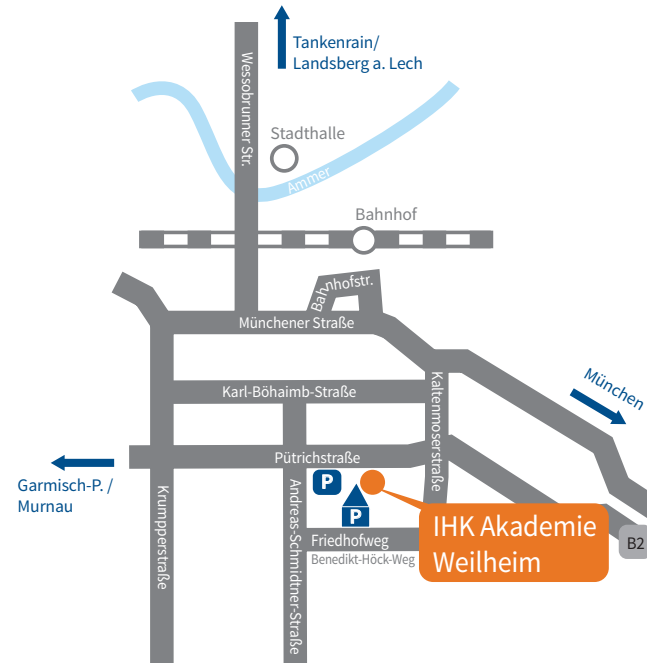 Tankenrain/
Landsberg a. Lech
Wessobrunner Str.
Stadthalle
Ammer
Bahnhof
Bahnhofstr.
Münchener Straße
Karl-Böhaimb-Straße
Kaltenmoserstraße
München
Pütrichstraße
Garmisch-P. /
Murnau
Krumpperstraße
Andreas-Schmidtner-Straße
P
P
IHK Akademie
Weilheim
B2
Friedhofweg
Benedikt-Höck-Weg